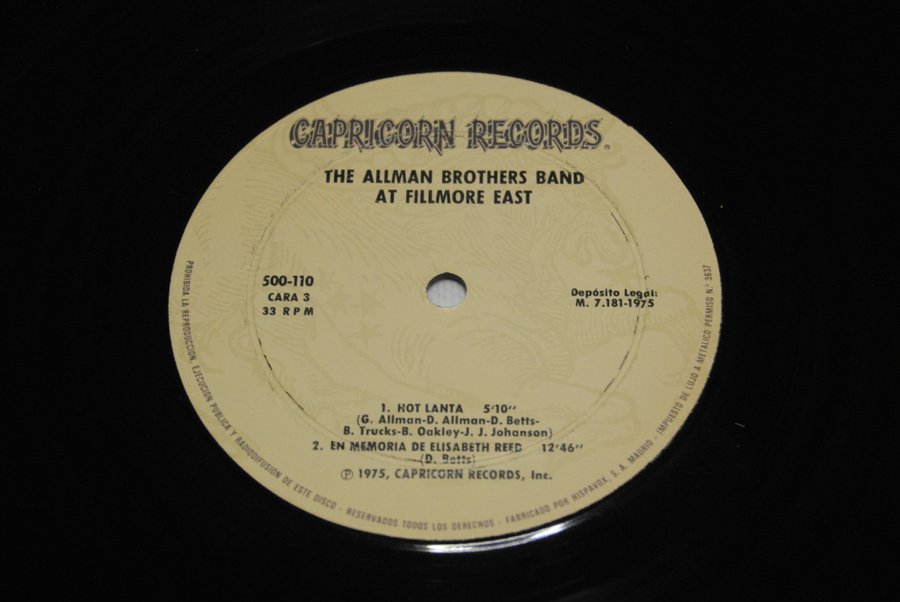 CAPRICORN RECORDS®
THE ALLMAN BROTHERS BAND
AT FILLMORE EAST
500-110
CARA 3
33 RPM
Depósito Legal:
M. 7.181-1975
1. HOT LANTA 5'10"
(G. Allman-D. Allman-D. Betts-
B. Trucks-B. Oakley-J. J. Johanson)
2. EN MEMORIA DE ELISABETH REED 12'46"
(D. Betts)
Ⓟ 1975, CAPRICORN RECORDS, Inc.
PROHIBIDA LA REPRODUCCION, EJECUCION PUBLICA Y RADIODIFUSION DE ESTE DISCO - RESERVADOS TODOS LOS DERECHOS - FABRICADO POR HISPAVOX, S. A. MADRID - IMPUESTO DE LUJO A METALICO PERMISO N.° 3637